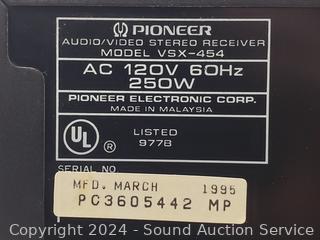 PIONEER
AUDIO/VIDEO STEREO RECEIVER
MODEL VSX-454
AC 120V 60Hz
250W
PIONEER ELECTRONIC CORP.
MADE IN MALAYSIA
UL
LISTED
977B
SERIAL NO.
MFD. MARCH 1995
PC3605442 MP
Copyright 2024 - Sound Auction Service